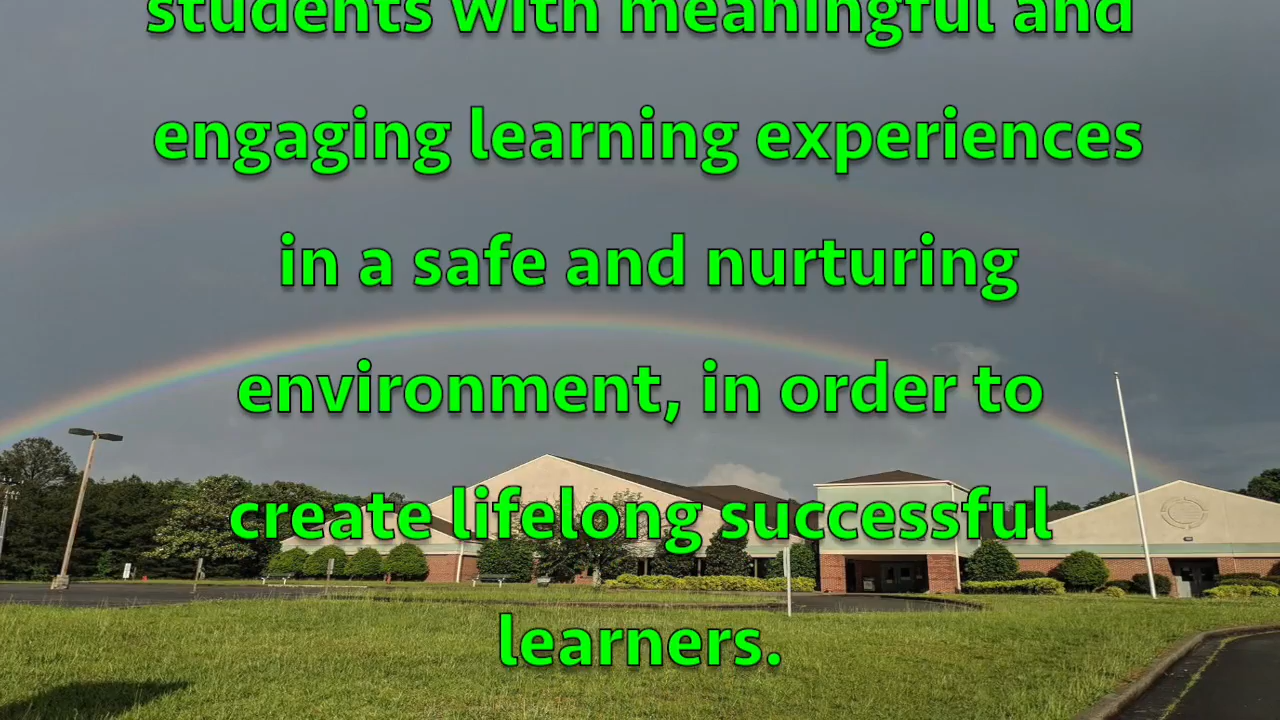 students with meaningful and
engaging learning experiences
in a safe and nurturing
environment, in order to
create lifelong successful
learners.